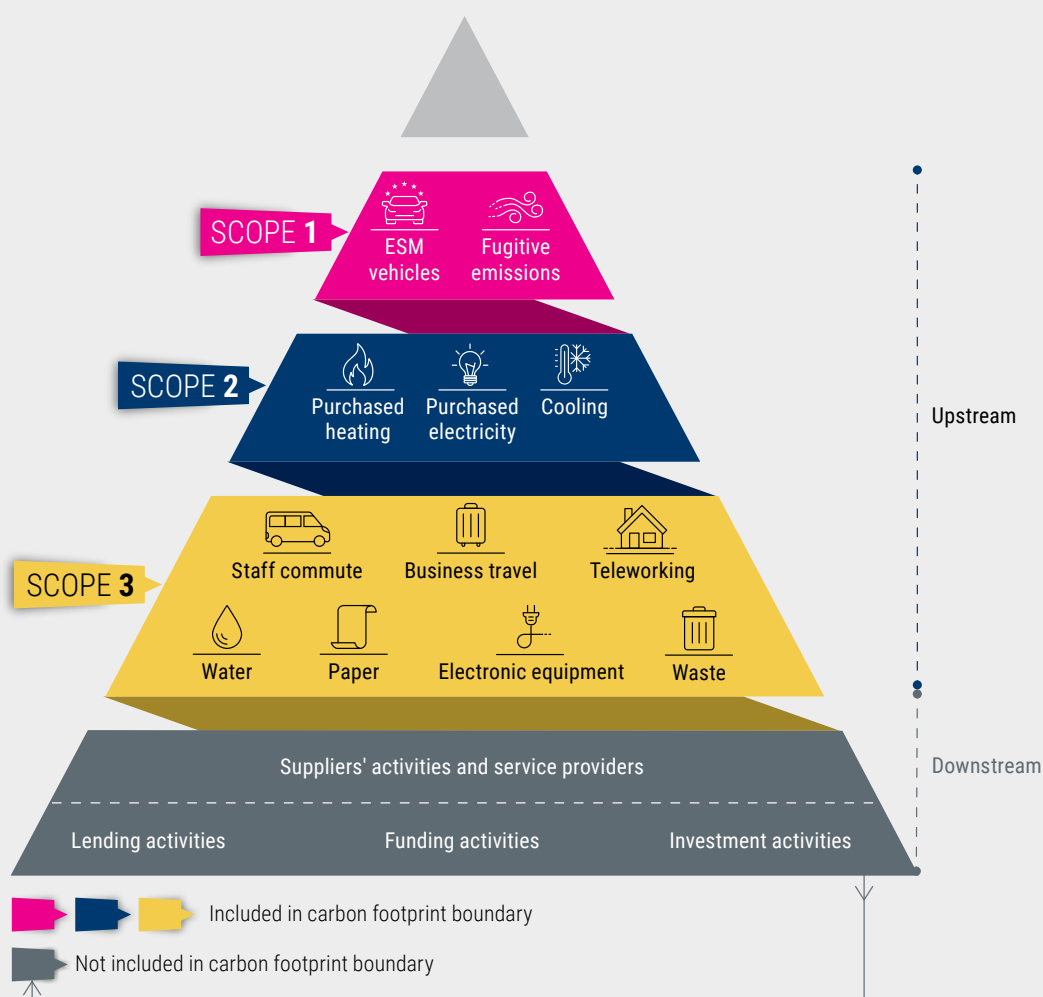 SCOPE 1
ESM
vehicles
Fugitive
emissions
SCOPE 2
Purchased
heating
Purchased
electricity
Cooling
Upstream
SCOPE 3
Staff commute
Business travel
Teleworking
Water
Paper
Electronic equipment
Waste
Suppliers' activities and service providers
Downstream
Lending activities
Funding activities
Investment activities
Included in carbon footprint boundary
Not included in carbon footprint boundary